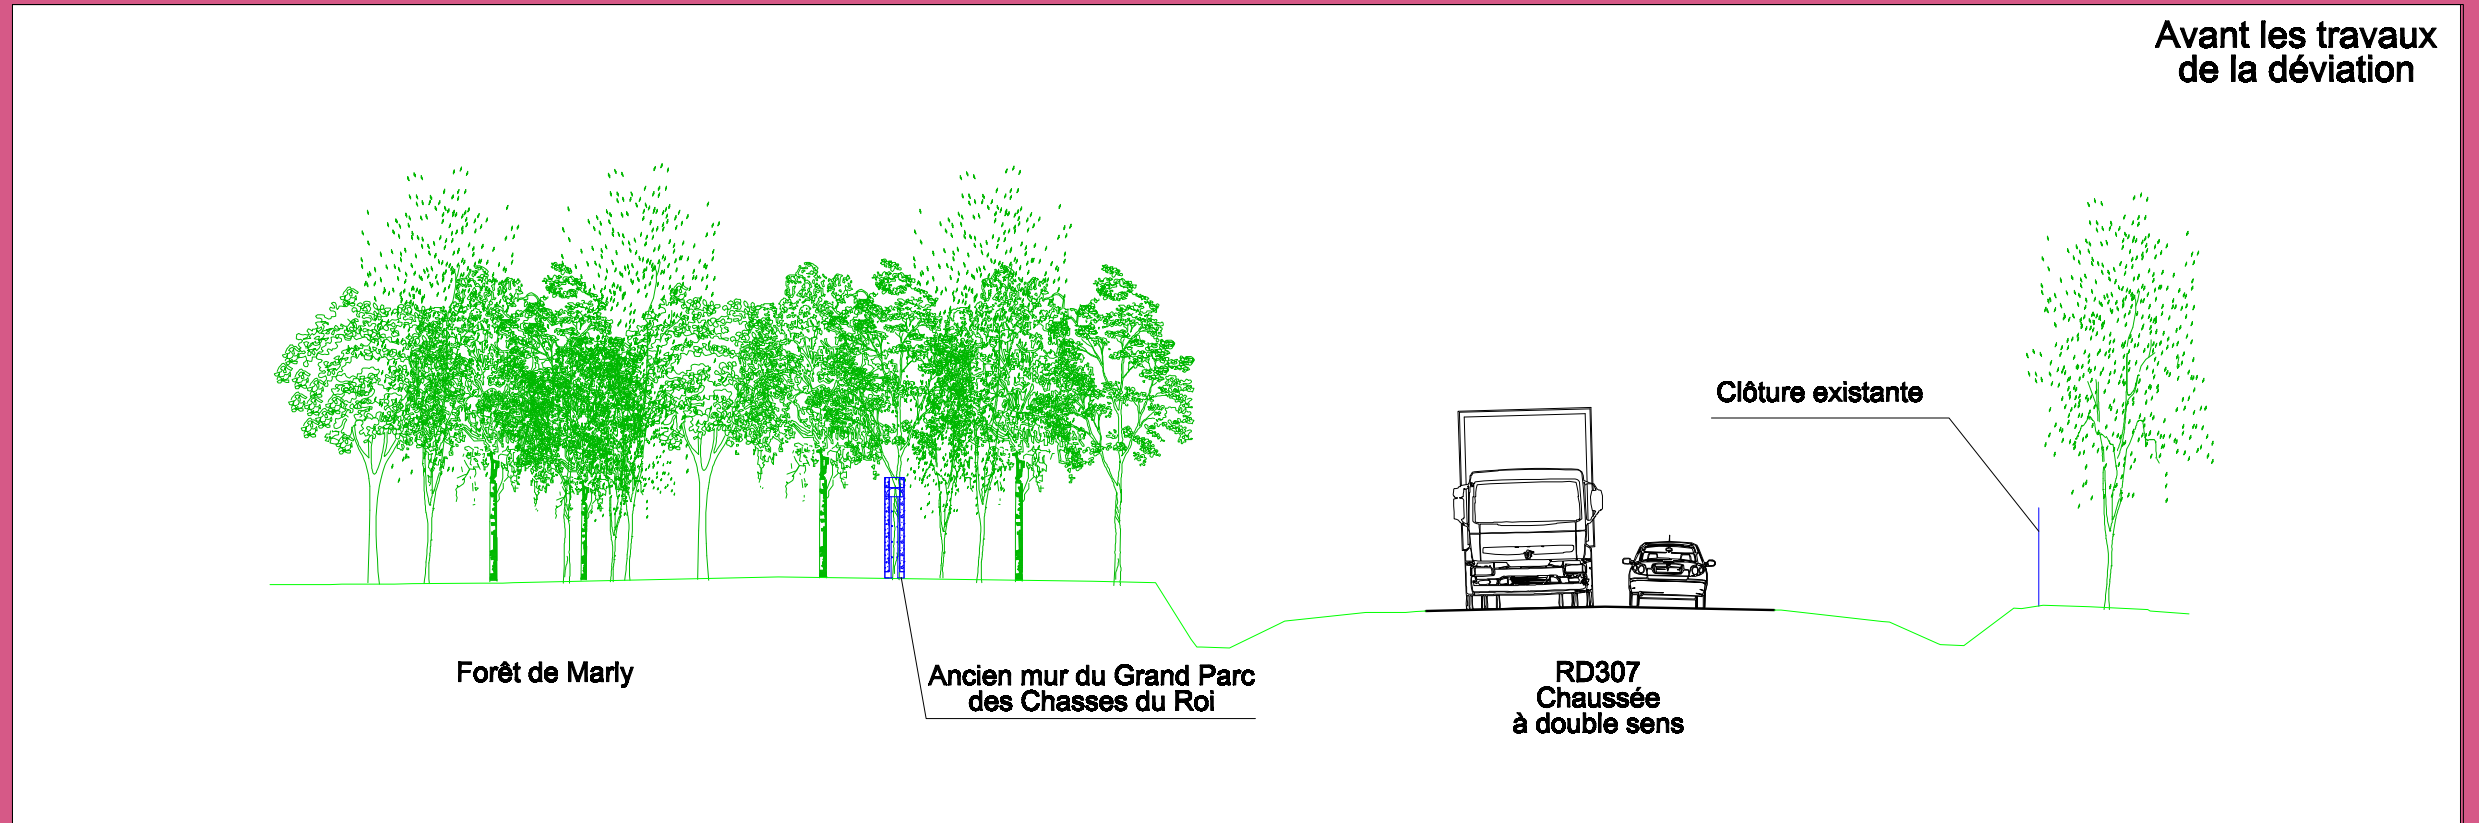 Avant les travaux
de la déviation
Clôture existante
Forêt de Marly
Ancien mur du Grand Parc
des Chasses du Roi
RD307
Chaussée
à double sens